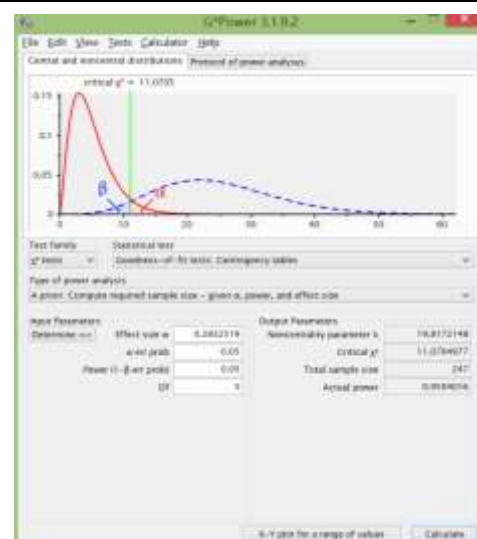 G*Power 3.1.9.2
File Edit View Tests Calculator Help
Central and noncentral distributions Protocol of power analyses
critical χ² = 11.0705
0.15
0.1
0.05
β α
0
0 10 20 30 40 50 60
Test family Statistical test
χ² tests Goodness-of-fit tests: Contingency tables
Type of power analysis
A priori: Compute required sample size - given α, power, and effect size
Input Parameters Output Parameters
Determine => Effect size w Noncentrality parameter λ
α err prob 0.05 Critical χ²
Power (1-β err prob) Total sample size 247
Df 5 Actual power
X-Y plot for a range of values Calculate